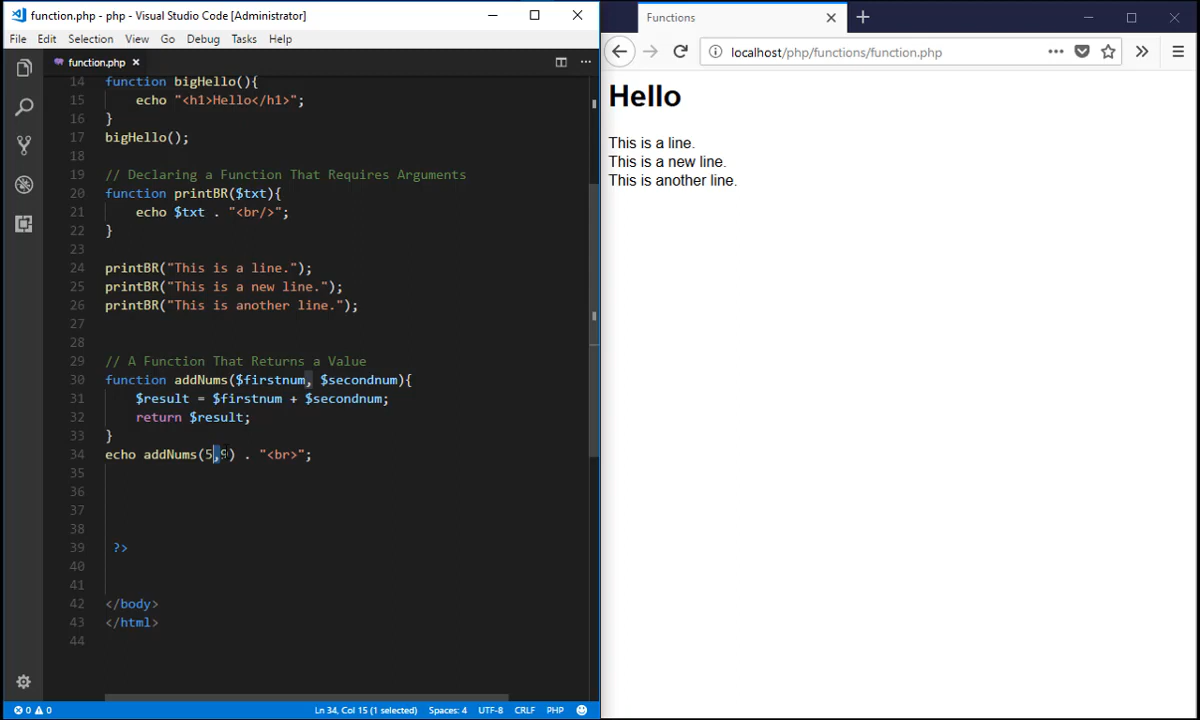 function.php - php - Visual Studio Code [Administrator]
File Edit Selection View Go Debug Tasks Help
function.php
14 function bigHello(){
15 echo "<h1>Hello</h1>";
16 }
17 bigHello();
18
19 // Declaring a Function That Requires Arguments
20 function printBR($txt){
21 echo $txt . "<br/>";
22 }
23
24 printBR("This is a line.");
25 printBR("This is a new line.");
26 printBR("This is another line.");
27
28
29 // A Function That Returns a Value
30 function addNums($firstnum, $secondnum){
31 $result = $firstnum + $secondnum;
32 return $result;
33 }
34 echo addNums(5,9) . "<br>";
35
36
37
38
39 ?>
40
41
42 </body>
43 </html>
44
0 0 Ln 34, Col 15 (1 selected) Spaces: 4 UTF-8 CRLF PHP
Functions
localhost/php/functions/function.php
Hello
This is a line.
This is a new line.
This is another line.